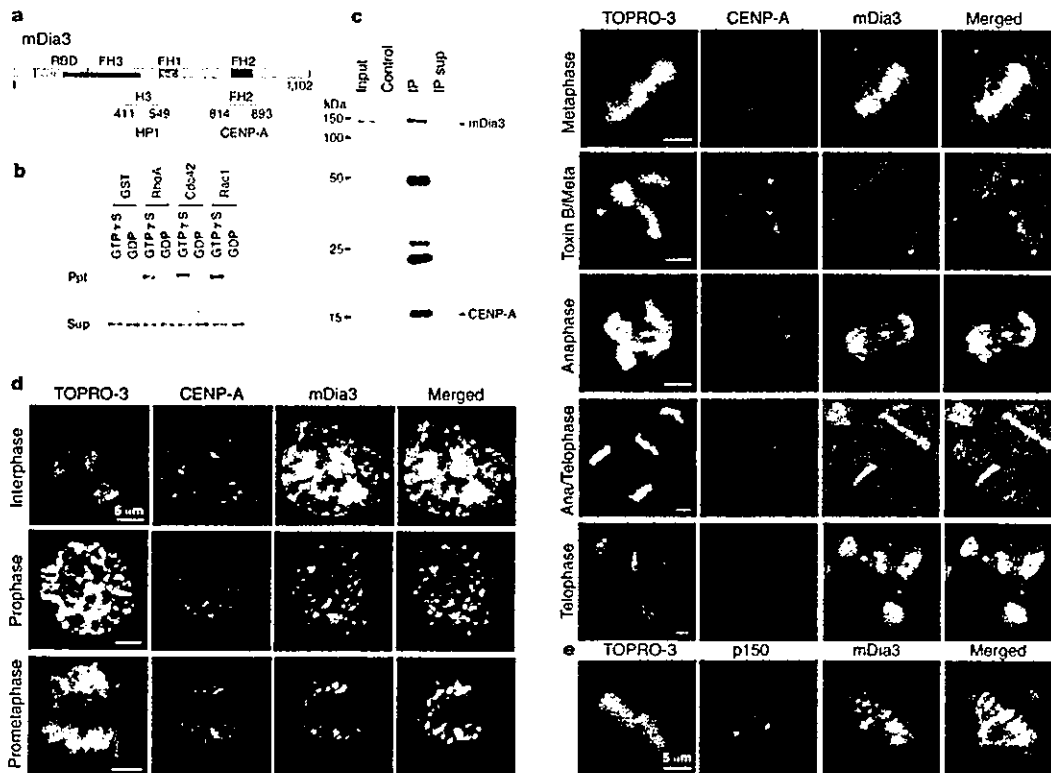 a
mDia3
RBD FH3 FH1 FH2
1
1,102
H3
411 549
HP1
FH2
814 893
CENP-A
b
GST RhoA Cdc42 Rac1
GTPγS GDP GTPγS GDP GTPγS GDP GTPγS GDP
Ppt
Sup
c
Input Control IP IP sup
kDa
150
100
50
25
15
mDia3
CENP-A
d
TOPRO-3 CENP-A mDia3 Merged
Interphase
5 µm
Prophase
Prometaphase
TOPRO-3 CENP-A mDia3 Merged
Metaphase
Toxin B/Meta
Anaphase
Ana/Telophase
Telophase
e
TOPRO-3 p150 mDia3 Merged
5 µm